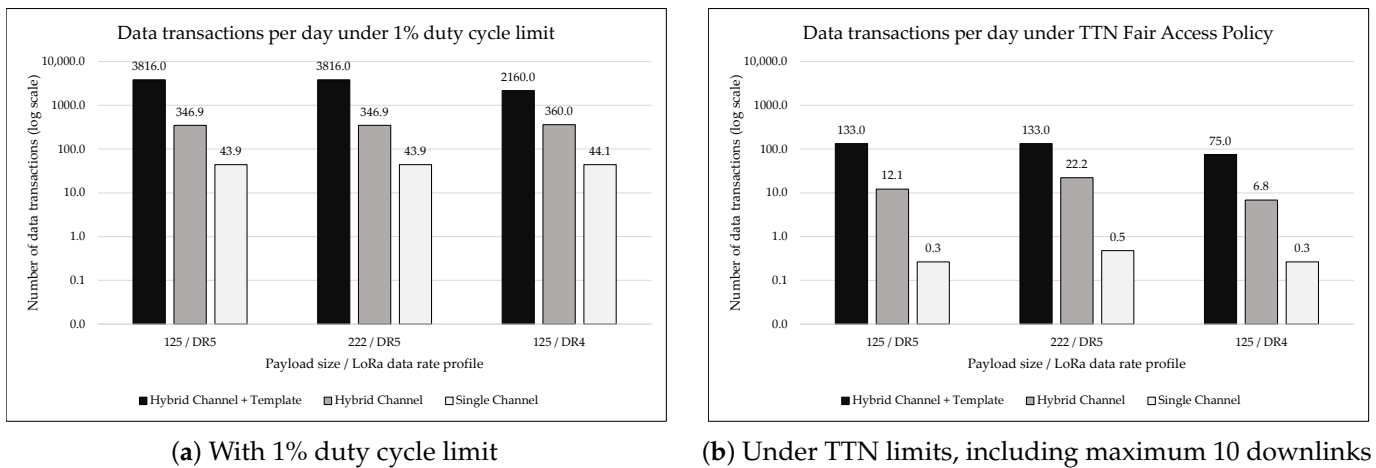 Data transactions per day under 1% duty cycle limit
Number of data transactions (log scale)
10,000.0
1000.0
100.0
10.0
1.0
0.1
0.0
3816.0
346.9
43.9
3816.0
346.9
43.9
2160.0
360.0
44.1
125 / DR5
222 / DR5
125 / DR4
Payload size / LoRa data rate profile
Hybrid Channel + Template
Hybrid Channel
Single Channel
(a) With 1% duty cycle limit
Data transactions per day under TTN Fair Access Policy
Number of data transactions (log scale)
10,000.0
1000.0
100.0
10.0
1.0
0.1
0.0
133.0
12.1
0.3
133.0
22.2
0.5
75.0
6.8
0.3
125 / DR5
222 / DR5
125 / DR4
Payload size / LoRa data rate profile
Hybrid Channel + Template
Hybrid Channel
Single Channel
(b) Under TTN limits, including maximum 10 downlinks